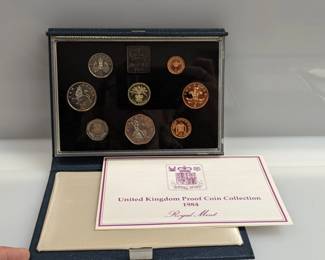 United Kingdom Proof Coin Collection
1984
Royal Mint